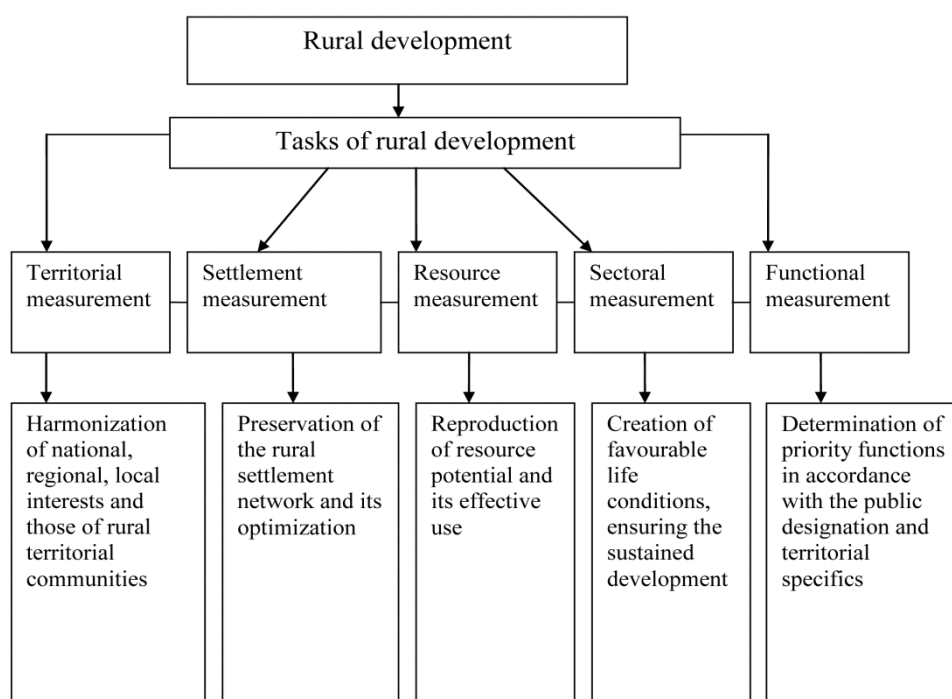 Rural development
Tasks of rural development
Territorial
measurement
Settlement
measurement
Resource
measurement
Sectoral
measurement
Functional
measurement
Harmonization
of national,
regional, local
interests and
those of rural
territorial
communities
Preservation of
the rural
settlement
network and its
optimization
Reproduction
of resource
potential and
its effective
use
Creation of
favourable
life
conditions,
ensuring the
sustained
development
Determination of
priority functions
in accordance
with the public
designation and
territorial
specifics